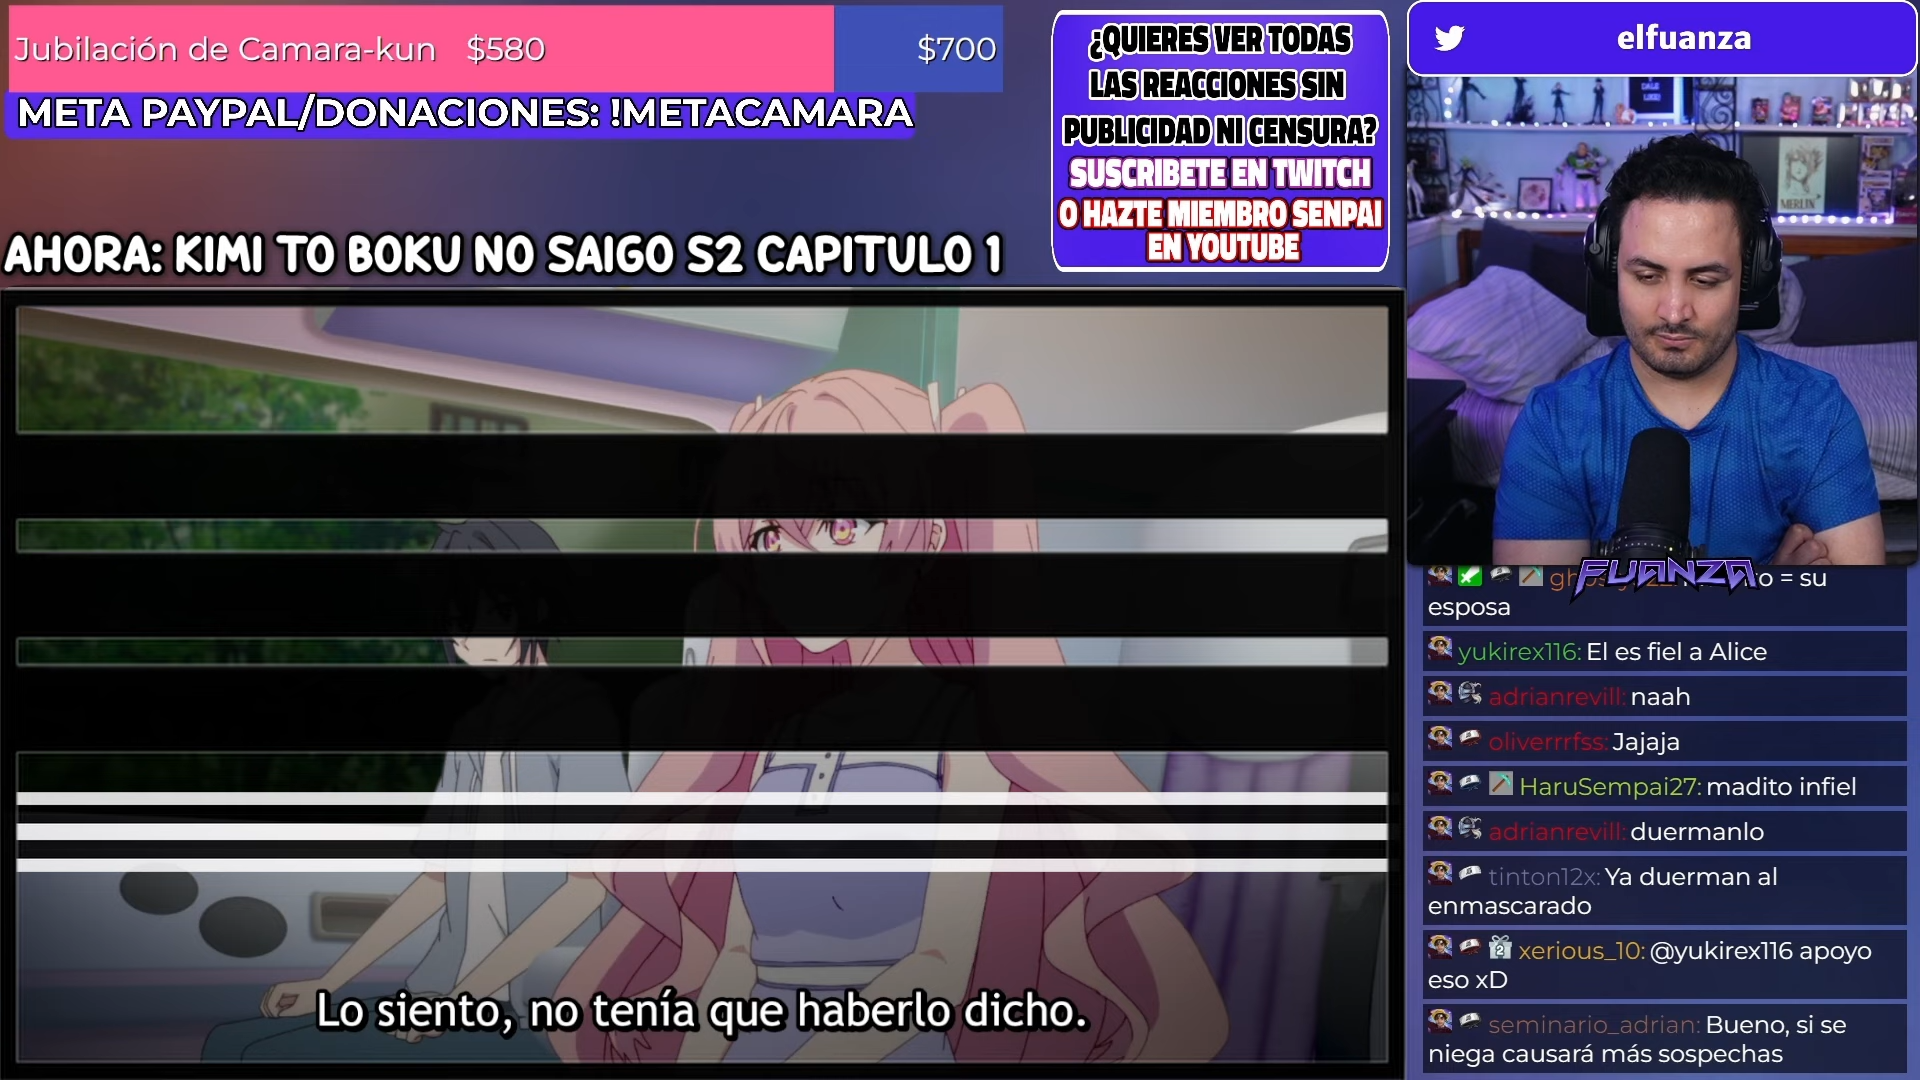 Jubilación de Camara-kun $580 $700
META PAYPAL/DONACIONES: !METACAMARA
AHORA: KIMI TO BOKU NO SAIGO S2 CAPITULO 1
¿QUIERES VER TODAS
LAS REACCIONES SIN
PUBLICIDAD NI CENSURA?
SUSCRIBETE EN TWITCH
O HAZTE MIEMBRO SENPAI
EN YOUTUBE
elfuanza
MERLIN
FUANZA
o = su
esposa
yukirex116: El es fiel a Alice
adrianrevill: naah
oliverrrfss: Jajaja
HaruSempai27: madito infiel
adrianrevill: duermanlo
tinton12x: Ya duerman al
enmascarado
2 xerious_10: @yukirex116 apoyo
eso xD
seminario_adrian: Bueno, si se
niega causará más sospechas
Lo siento, no tenía que haberlo dicho.